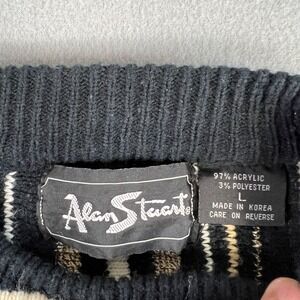 Alan Stuart
97% ACRYLIC
3% POLYESTER
L
MADE IN KOREA
CARE ON REVERSE